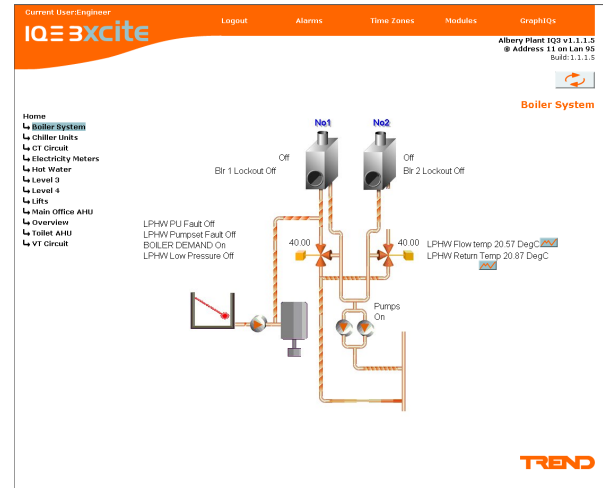 Current User:Engineer
Logout Alarms Time Zones Modules GraphIQs
IQ3 3xcite
Albery Plant IQ3 v1.1.1.5
@ Address 11 on Lan 95
Build:1.1.1.5
Boiler System
Home
Boiler System
Chiller Units
CT Circuit
Electricity Meters
Hot Water
Level 3
Level 4
Lifts
Main Office AHU
Overview
Toilet AHU
VT Circuit
No1 No2
Off
Off
Blr 1 Lockout Off
Blr 2 Lockout Off
LPHW PU Fault Off
LPHW Pumpset Fault Off
BOILER DEMAND On
LPHW Low Pressure Off
40.00
40.00
LPHW Flow temp 20.57 DegC
LPHW Return Temp 20.87 DegC
Pumps
On
TREND